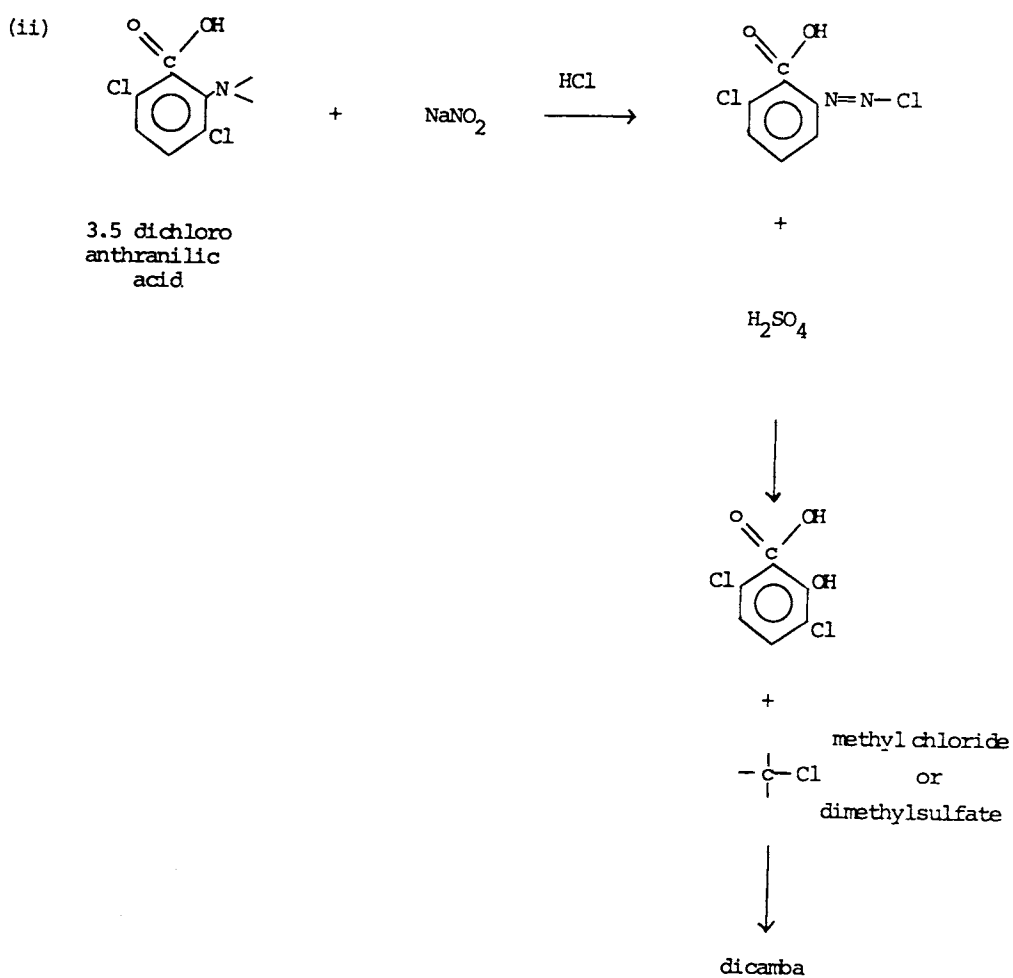 (ii)
O OH
C
Cl N
Cl
+ NaNO2 HCl
O OH
C
Cl N=N-Cl
3.5 dichloro
anthranilic
acid
+
H2SO4
O OH
C
Cl OH
Cl
+
-C-Cl
methyl chloride
or
dimethylsulfate
dicamba